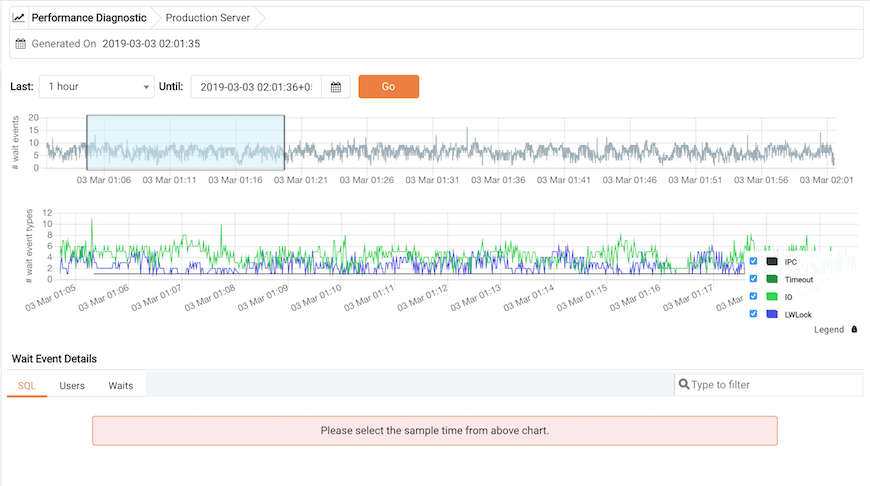 Performance Diagnostic Production Server
Generated On 2019-03-03 02:01:35
Last: 1 hour Until: 2019-03-03 02:01:36+0 Go
# wait events
20
15
10
5
0
03 Mar 01:06 03 Mar 01:11 03 Mar 01:16 03 Mar 01:21 03 Mar 01:26 03 Mar 01:31 03 Mar 01:36 03 Mar 01:41 03 Mar 01:46 03 Mar 01:51 03 Mar 01:56 03 Mar 02:01
# wait event types
12
10
8
6
4
2
0
03 Mar 01:05 03 Mar 01:06 03 Mar 01:07 03 Mar 01:08 03 Mar 01:09 03 Mar 01:10 03 Mar 01:11 03 Mar 01:12 03 Mar 01:13 03 Mar 01:14 03 Mar 01:15 03 Mar 01:16 03 Mar 01:17 03 Mar
IPC
Timeout
IO
LWLock
Legend
Wait Event Details
SQL Users Waits Type to filter
Please select the sample time from above chart.